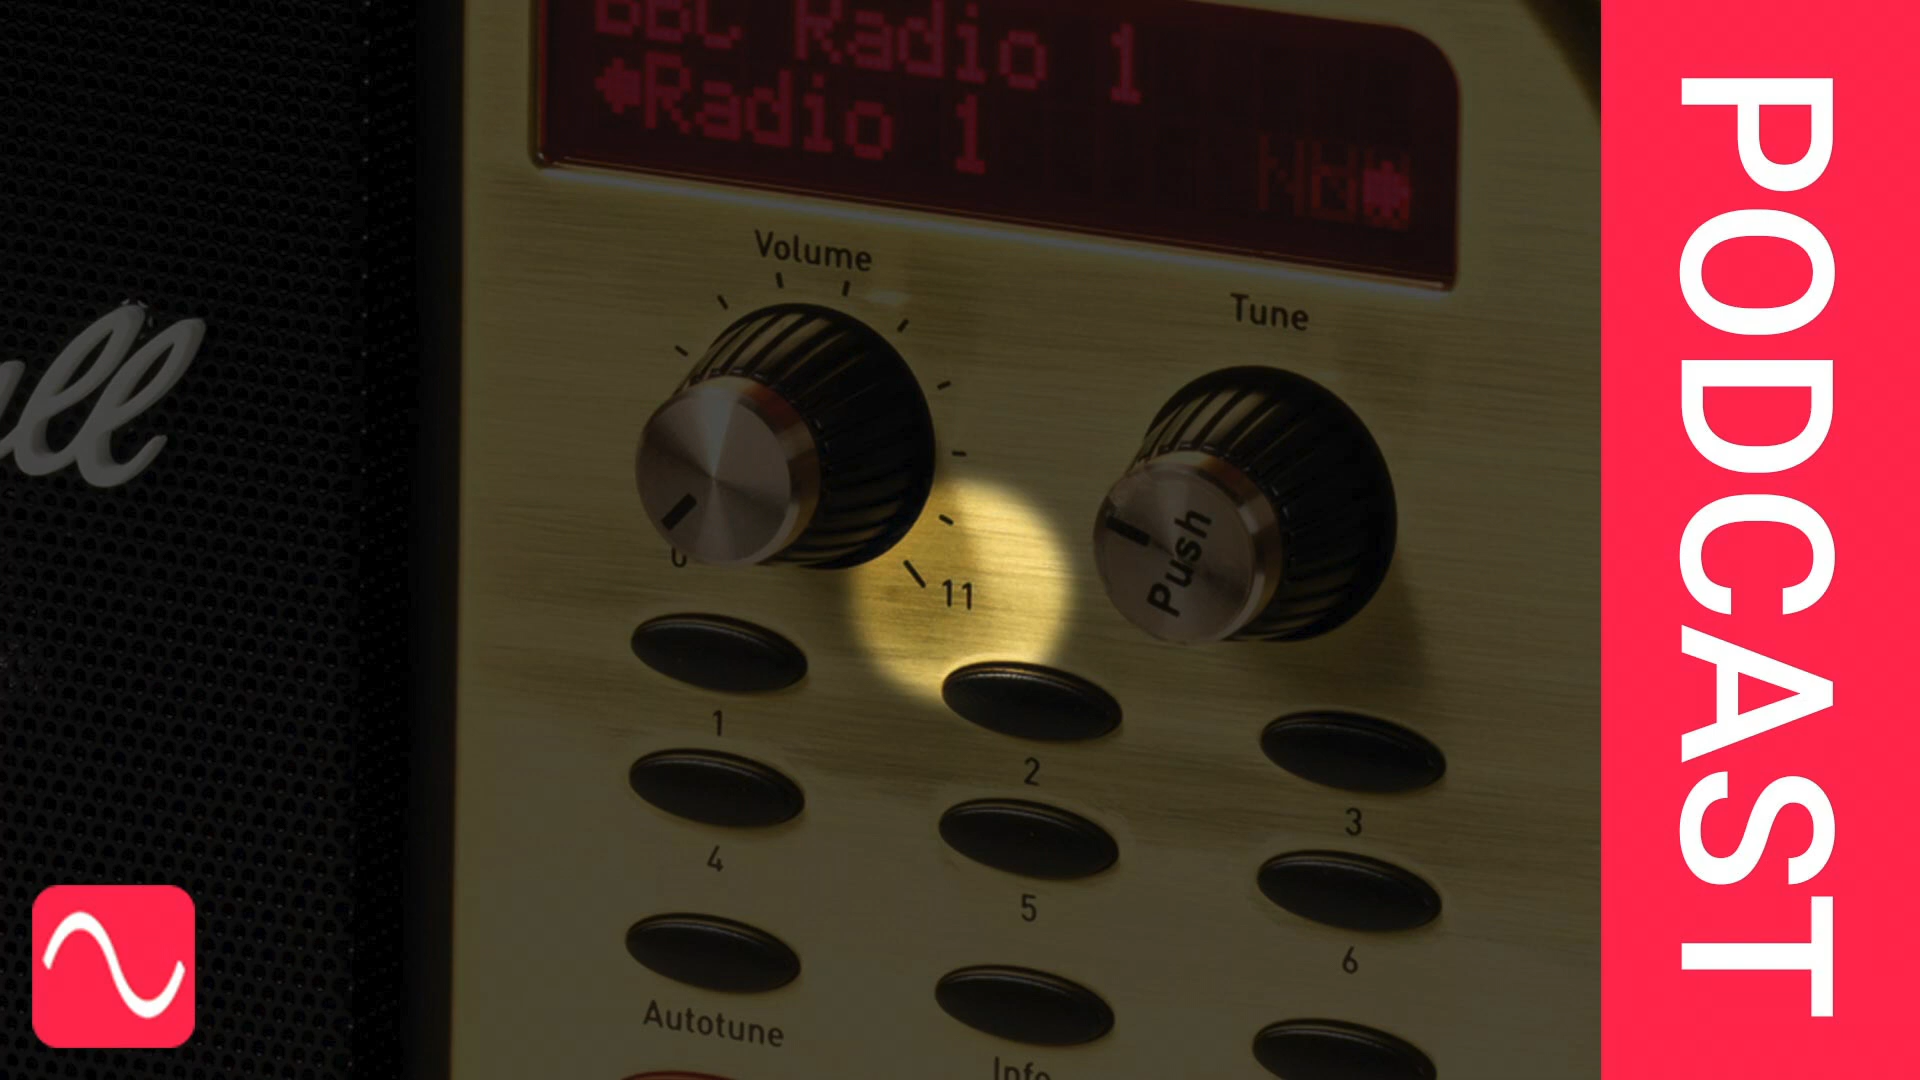 BBC Radio 1
Radio 1
Volume
Tune
0
11
Push
1
2
3
4
5
6
Autotune
Info
PODCAST